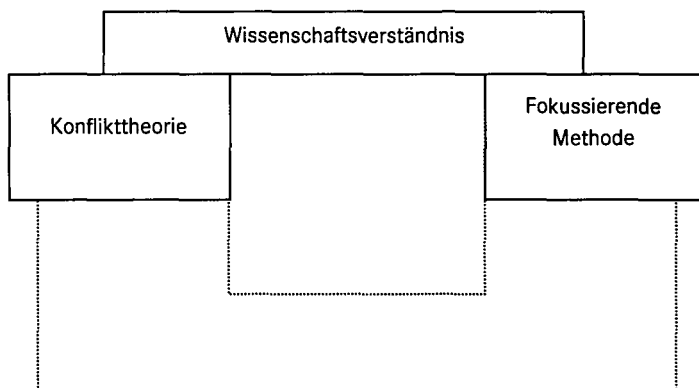 Wissenschaftsverständnis
Konflikttheorie
Fokussierende
Methode